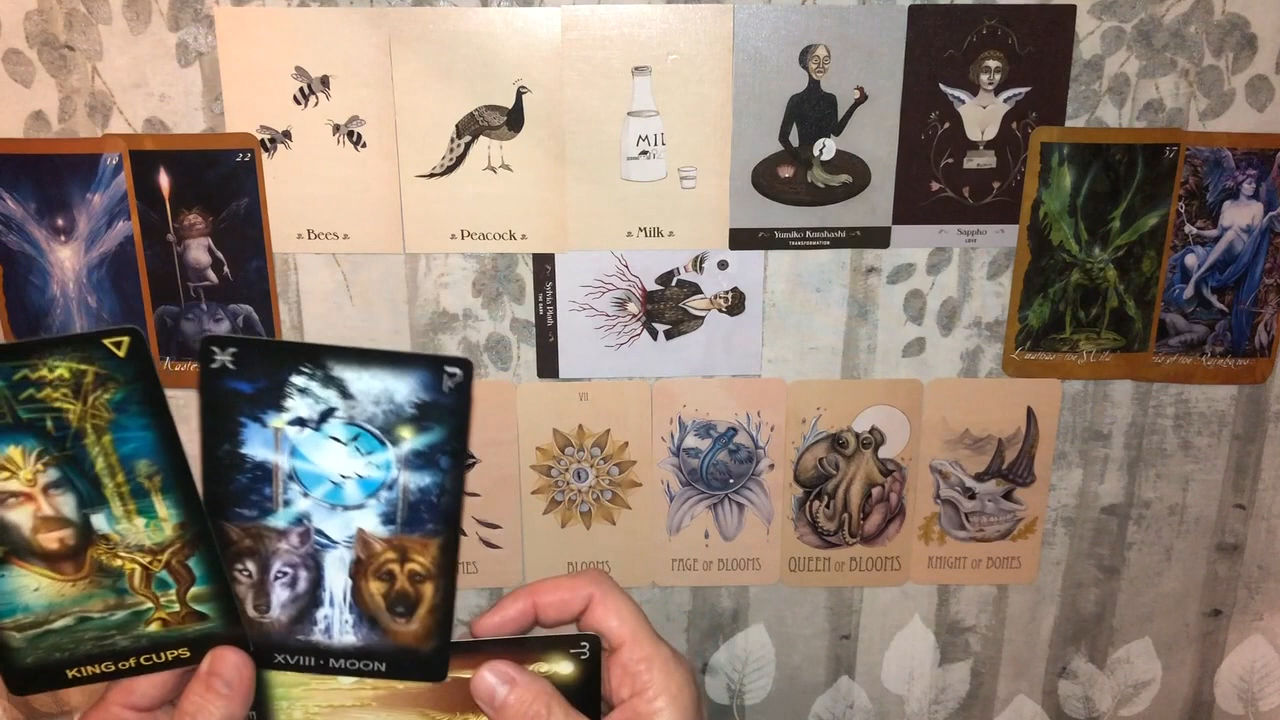 Bees
Peacock
MIL
Milk
Yumiko Kurahashi
TRANSFORMATION
Sappho
LOVE
22
37
Sylvia Plath
THE DARK
VII
BLOOMS
PAGE OF BLOOMS
QUEEN OF BLOOMS
KNIGHT OF BONES
KING of CUPS
XVIII · MOON